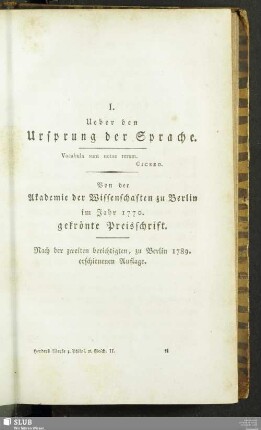 I.
Ueber den
Ursprung der Sprache.
Vocabula sunt notae rerum.
CICERO.
Von der
Akademie der Wissenschaften zu Berlin
im Jahr 1770.
gekrönte Preisschrift.
Nach der zweiten berichtigten, zu Berlin 1789.
erschienenen Auflage.
Herders Werke z. Philos. u. Gesch. II.
SLUB